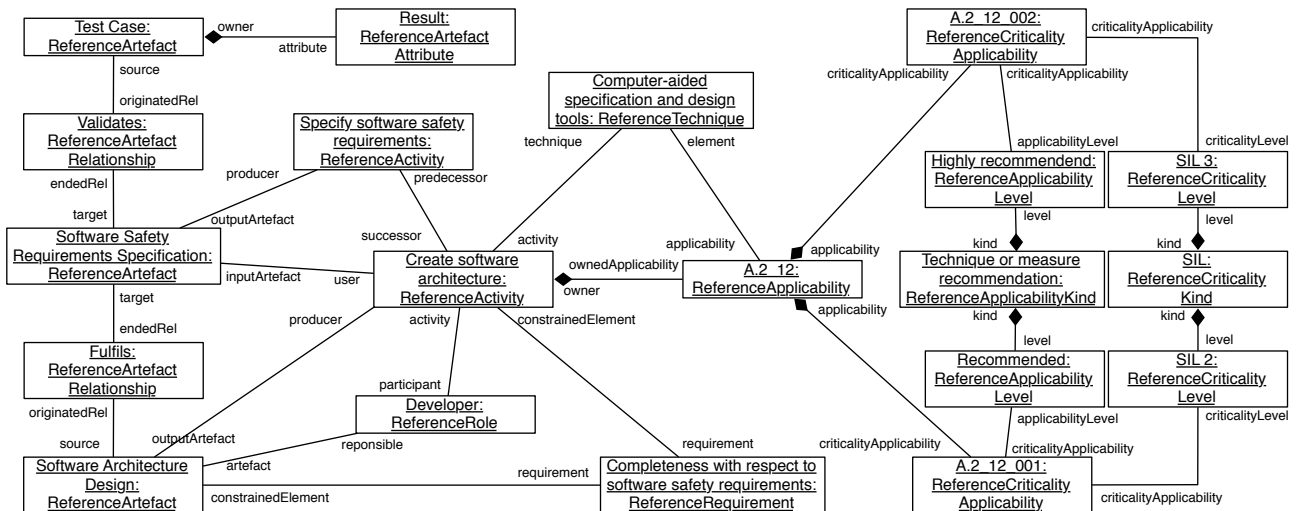 Test Case:
ReferenceArtefact
owner
attribute
Result:
ReferenceArtefact
Attribute
A.2_12_002:
ReferenceCriticality
Applicability
criticalityApplicability
criticalityApplicability
criticalityApplicability
source
originatedRel
Computer-aided
specification and design
tools: ReferenceTechnique
technique
element
Validates:
ReferenceArtefact
Relationship
Specify software safety
requirements:
ReferenceActivity
applicabilityLevel
criticalityLevel
Highly recommendend:
ReferenceApplicability
Level
SIL 3:
ReferenceCriticality
Level
endedRel
producer
predecessor
target
outputArtefact
level
level
Software Safety
Requirements Specification:
ReferenceArtefact
successor
activity
applicability
applicability
kind
kind
inputArtefact
user
Create software
architecture:
ReferenceActivity
ownedApplicability
owner
A.2_12:
ReferenceApplicability
Technique or measure
recommendation:
ReferenceApplicabilityKind
SIL:
ReferenceCriticality
Kind
target
endedRel
producer
activity
constrainedElement
applicability
kind
kind
level
level
Fulfils:
ReferenceArtefact
Relationship
Recommended:
ReferenceApplicability
Level
SIL 2:
ReferenceCriticality
Level
participant
Developer:
ReferenceRole
originatedRel
source
outputArtefact
reponsible
artefact
requirement
requirement
applicabilityLevel
criticalityLevel
criticalityApplicability
criticalityApplicability
Software Architecture
Design:
ReferenceArtefact
constrainedElement
Completeness with respect to
software safety requirements:
ReferenceRequirement
A.2_12_001:
ReferenceCriticality
Applicability
criticalityApplicability